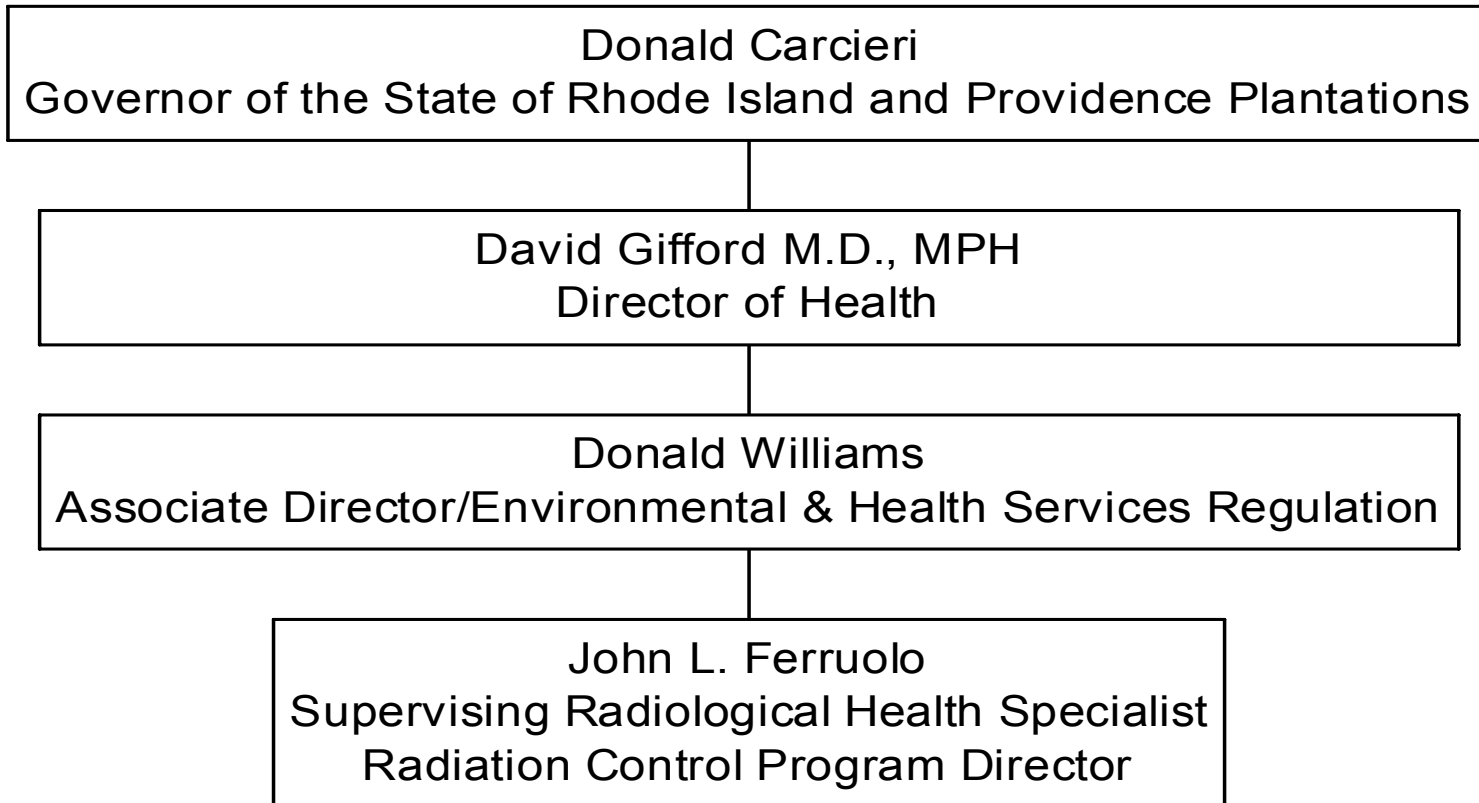 Donald Carcieri
Governor of the State of Rhode Island and Providence Plantations
David Gifford M.D., MPH
Director of Health
Donald Williams
Associate Director/Environmental & Health Services Regulation
John L. Ferruolo
Supervising Radiological Health Specialist
Radiation Control Program Director